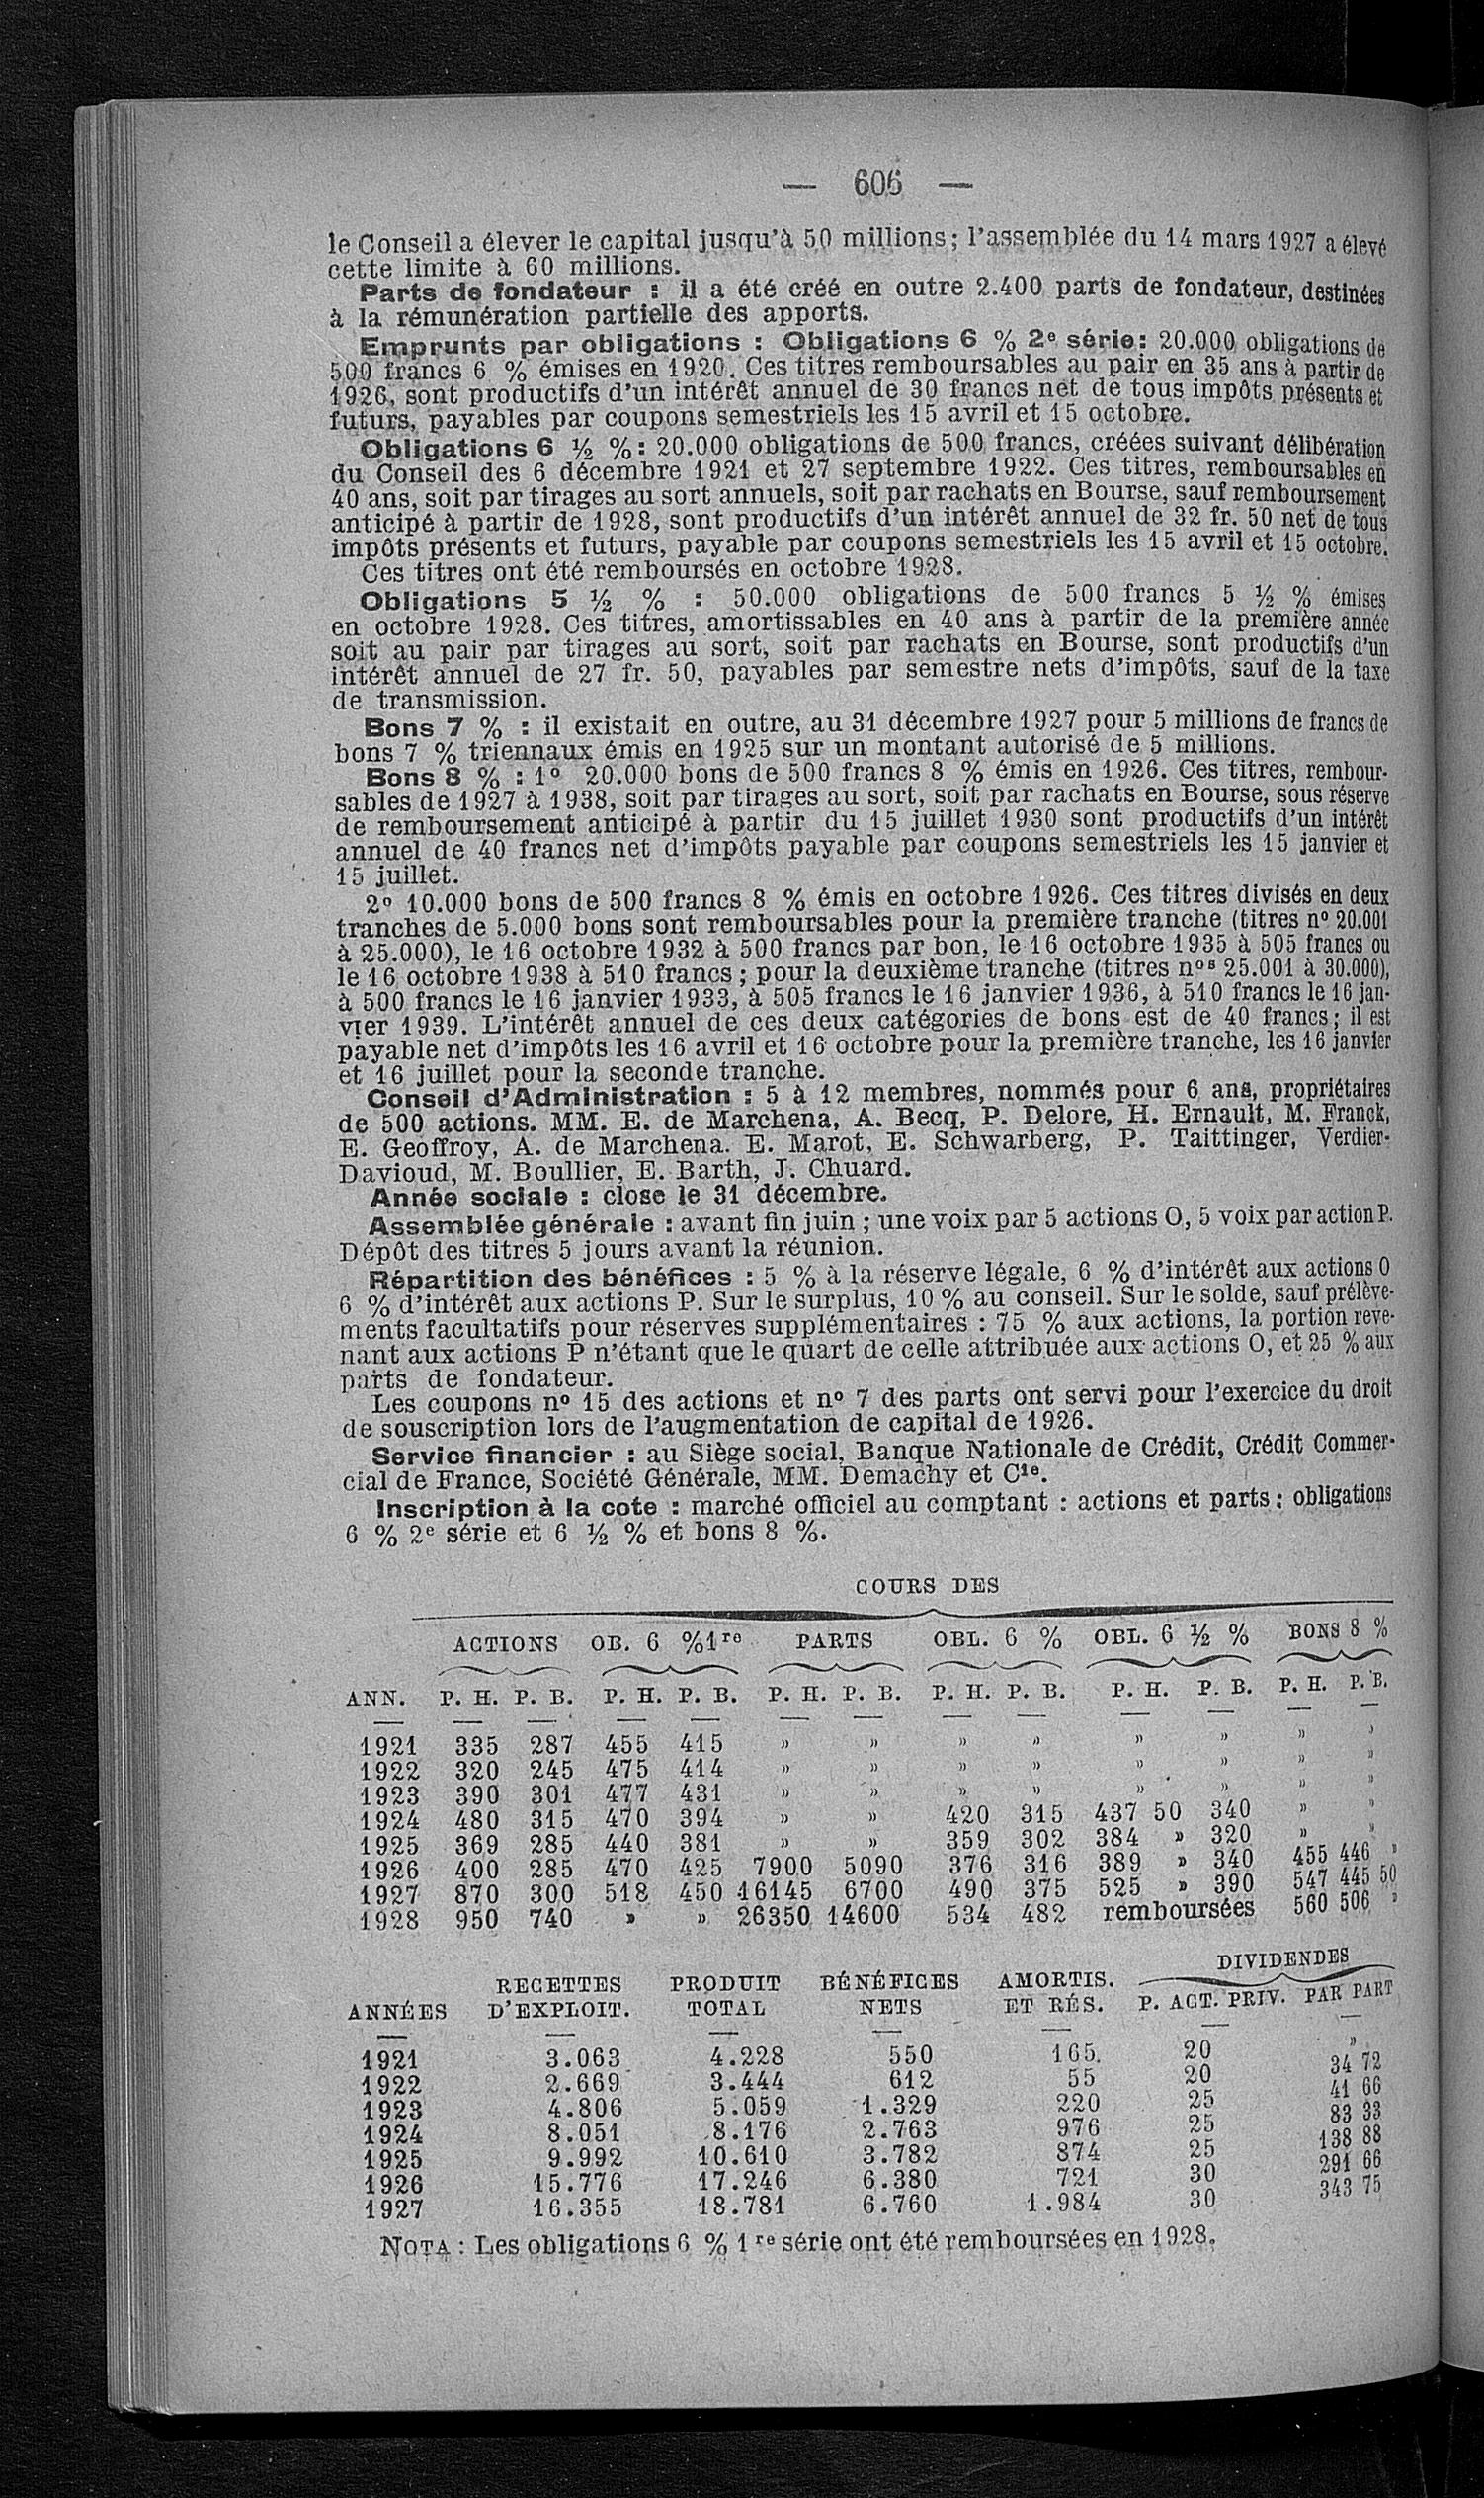 — 606 —
le Conseil a élever le capital jusqu'à 50 millions; l'assemblée du 14 mars 1927 a élevé
cette limite à 60 millions.
Parts de fondateur : il a été créé en outre 2.400 parts de fondateur, destinées
à la rémunération partielle des apports.
Emprunts par obligations : Obligations 6 % 2e série: 20.000 obligations de
500 francs 6 % émises en 1920. Ces titres remboursables au pair en 35 ans à partir de
1926, sont productifs d'un intérêt annuel de 30 francs net de tous impôts présents et
futurs, payables par coupons semestriels les 15 avril et 15 octobre.
Obligations 6 ½ %: 20.000 obligations de 500 francs, créées suivant délibération
du Conseil des 6 décembre 1921 et 27 septembre 1922. Ces titres, remboursables en
40 ans, soit par tirages au sort annuels, soit par rachats en Bourse, sauf remboursement
anticipé à partir de 1928, sont productifs d'un intérêt annuel de 32 fr. 50 net de tous
impôts présents et futurs, payable par coupons semestriels les 15 avril et 15 octobre.
Ces titres ont été remboursés en octobre 1928.
Obligations 5 ½ % : 50.000 obligations de 500 francs 5 ½ % émises
en octobre 1928. Ces titres, amortissables en 40 ans à partir de la première année
soit au pair par tirages au sort, soit par rachats en Bourse, sont productifs d'un
intérêt annuel de 27 fr. 50, payables par semestre nets d'impôts, sauf de la taxe
de transmission.
Bons 7 % : il existait en outre, au 31 décembre 1927 pour 5 millions de francs de
bons 7 % triennaux émis en 1925 sur un montant autorisé de 5 millions.
Bons 8 % : 1º 20.000 bons de 500 francs 8 % émis en 1926. Ces titres, rembour-
sables de 1927 à 1938, soit par tirages au sort, soit par rachats en Bourse, sous réserve
de remboursement anticipé à partir du 15 juillet 1930 sont productifs d'un intérêt
annuel de 40 francs net d'impôts payable par coupons semestriels les 15 janvier et
15 juillet.
2º 10.000 bons de 500 francs 8 % émis en octobre 1926. Ces titres divisés en deux
tranches de 5.000 bons sont remboursables pour la première tranche (titres nº 20.001
à 25.000), le 16 octobre 1932 à 500 francs par bon, le 16 octobre 1935 à 505 francs ou
le 16 octobre 1938 à 510 francs; pour la deuxième tranche (titres nos 25.001 à 30.000),
à 500 francs le 16 janvier 1933, à 505 francs le 16 janvier 1936, à 510 francs le 16 jan-
vier 1939. L'intérêt annuel de ces deux catégories de bons est de 40 francs; il est
payable net d'impôts les 16 avril et 16 octobre pour la première tranche, les 16 janvier
et 16 juillet pour la seconde tranche.
Conseil d'Administration : 5 à 12 membres, nommés pour 6 ans, propriétaires
de 500 actions. MM. E. de Marchena, A. Becq, P. Delore, H. Ernault, M. Franck,
E. Geoffroy, A. de Marchena. E. Marot, E. Schwarberg, P. Taittinger, Verdier-
Davioud, M. Boullier, E. Barth, J. Chuard.
Année sociale : close le 31 décembre.
Assemblée générale : avant fin juin ; une voix par 5 actions O, 5 voix par action P.
Dépôt des titres 5 jours avant la réunion.
Répartition des bénéfices : 5 % à la réserve légale, 6 % d'intérêt aux actions O
6 % d'intérêt aux actions P. Sur le surplus, 10 % au conseil. Sur le solde, sauf prélève-
ments facultatifs pour réserves supplémentaires : 75 % aux actions, la portion reve-
nant aux actions P n'étant que le quart de celle attribuée aux actions O, et 25 % aux
parts de fondateur.
Les coupons nº 15 des actions et nº 7 des parts ont servi pour l'exercice du droit
de souscription lors de l'augmentation de capital de 1926.
Service financier : au Siège social, Banque Nationale de Crédit, Crédit Commer-
cial de France, Société Générale, MM. Demachy et Cie.
Inscription à la cote : marché officiel au comptant : actions et parts; obligations
6 % 2e série et 6 ½ % et bons 8 %.
COURS DES
ACTIONS OB. 6 % 1re PARTS OBL. 6 % OBL. 6 ½ % BONS 8 %
ANN. P. H. P. B. P. H. P. B. P. H. P. B. P. H. P. B. P. H. P. B. P. H. P. B.
1921 335 287 455 415 » » » » » » » »
1922 320 245 475 414 » » » » » » » »
1923 390 301 477 431 » » » » » » » »
1924 480 315 470 394 » » 420 315 437 50 340 » »
1925 369 285 440 381 » » 359 302 384 » 320 » »
1926 400 285 470 425 7900 5090 376 316 389 » 340 455 446 »
1927 870 300 518 450 16145 6700 490 375 525 » 390 547 445 50
1928 950 740 » » 26350 14600 534 482 remboursées 560 506 »
DIVIDENDES
RECETTES PRODUIT BÉNÉFICES AMORTIS.
ANNÉES D'EXPLOIT. TOTAL NETS ET RÉS. P. ACT. PRIV. PAR PART
1921 3.063 4.228 550 165 20 »
1922 2.669 3.444 612 55 20 34 72
1923 4.806 5.059 1.329 220 25 41 66
1924 8.051 8.176 2.763 976 25 83 33
1925 9.992 10.610 3.782 874 25 138 88
1926 15.776 17.246 6.380 721 30 291 66
1927 16.355 18.781 6.760 1.984 30 343 75
NOTA : Les obligations 6 % 1re série ont été remboursées en 1928.